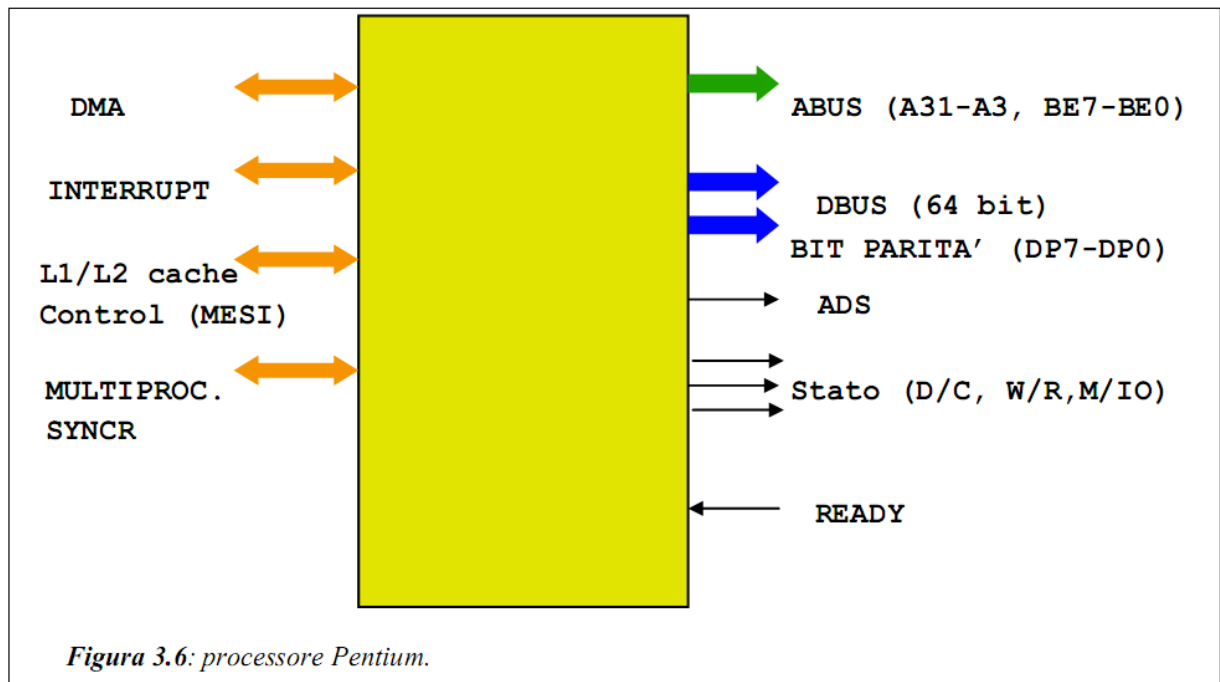 DMA
INTERRUPT
L1/L2 cache
Control (MESI)
MULTIPROC.
SYNCR
ABUS (A31-A3, BE7-BE0)
DBUS (64 bit)
BIT PARITA’ (DP7-DP0)
ADS
Stato (D/C, W/R,M/IO)
READY
Figura 3.6: processore Pentium.